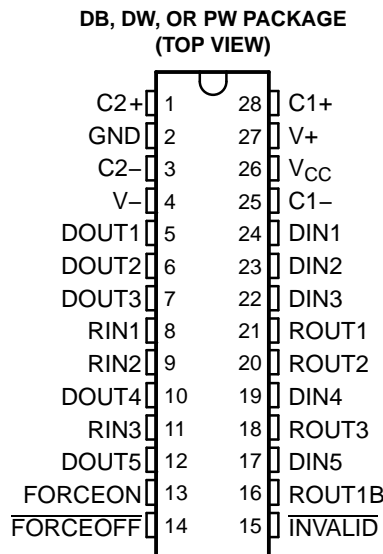 DB, DW, OR PW PACKAGE
(TOP VIEW)
C2+ 1 28 C1+
GND 2 27 V+
C2− 3 26 VCC
V− 4 25 C1−
DOUT1 5 24 DIN1
DOUT2 6 23 DIN2
DOUT3 7 22 DIN3
RIN1 8 21 ROUT1
RIN2 9 20 ROUT2
DOUT4 10 19 DIN4
RIN3 11 18 ROUT3
DOUT5 12 17 DIN5
FORCEON 13 16 ROUT1B
FORCEOFF 14 15 INVALID